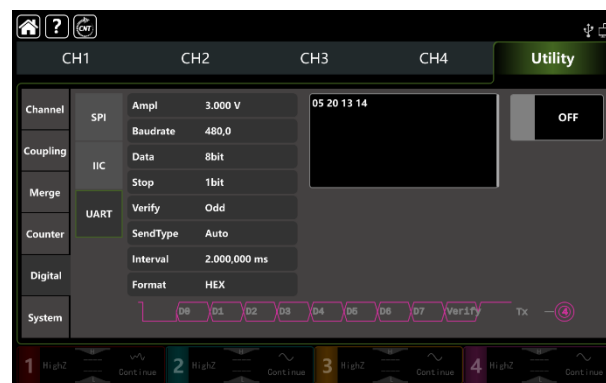 ? CNT
CH1 CH2 CH3 CH4 Utility
Channel
Coupling
Merge
Counter
Digital
System
SPI
IIC
UART
Ampl 3.000 V
Baudrate 480,0
Data 8bit
Stop 1bit
Verify Odd
SendType Auto
Interval 2.000,000 ms
Format HEX
05 20 13 14
OFF
D0 D1 D2 D3 D4 D5 D6 D7 Verify Tx 4
1 HighZ Continue 2 HighZ Continue 3 HighZ Continue 4 HighZ Continue